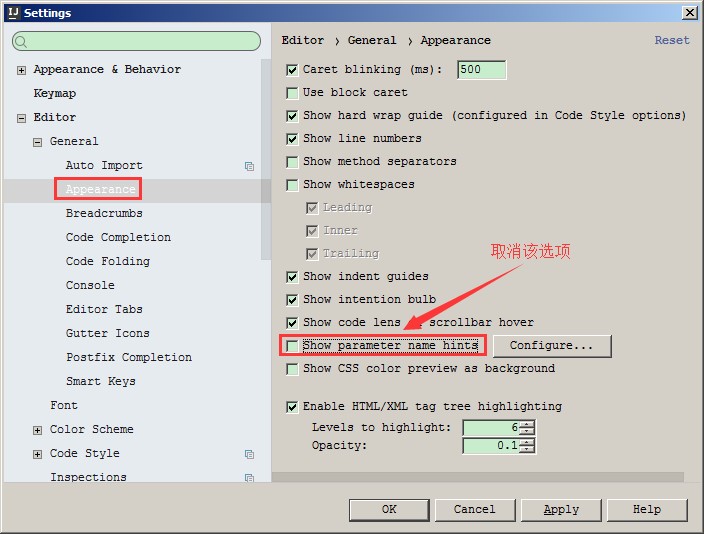 IJ Settings
Editor › General › Appearance Reset
Appearance & Behavior
Keymap
Editor
General
Auto Import
Appearance
Breadcrumbs
Code Completion
Code Folding
Console
Editor Tabs
Gutter Icons
Postfix Completion
Smart Keys
Font
Color Scheme
Code Style
Inspections
Caret blinking (ms): 500
Use block caret
Show hard wrap guide (configured in Code Style options)
Show line numbers
Show method separators
Show whitespaces
Leading
Inner
Trailing
取消该选项
Show indent guides
Show intention bulb
Show code lens scrollbar hover
Show parameter name hints Configure...
Show CSS color preview as background
Enable HTML/XML tag tree highlighting
Levels to highlight: 6
Opacity: 0.1
OK Cancel Apply Help